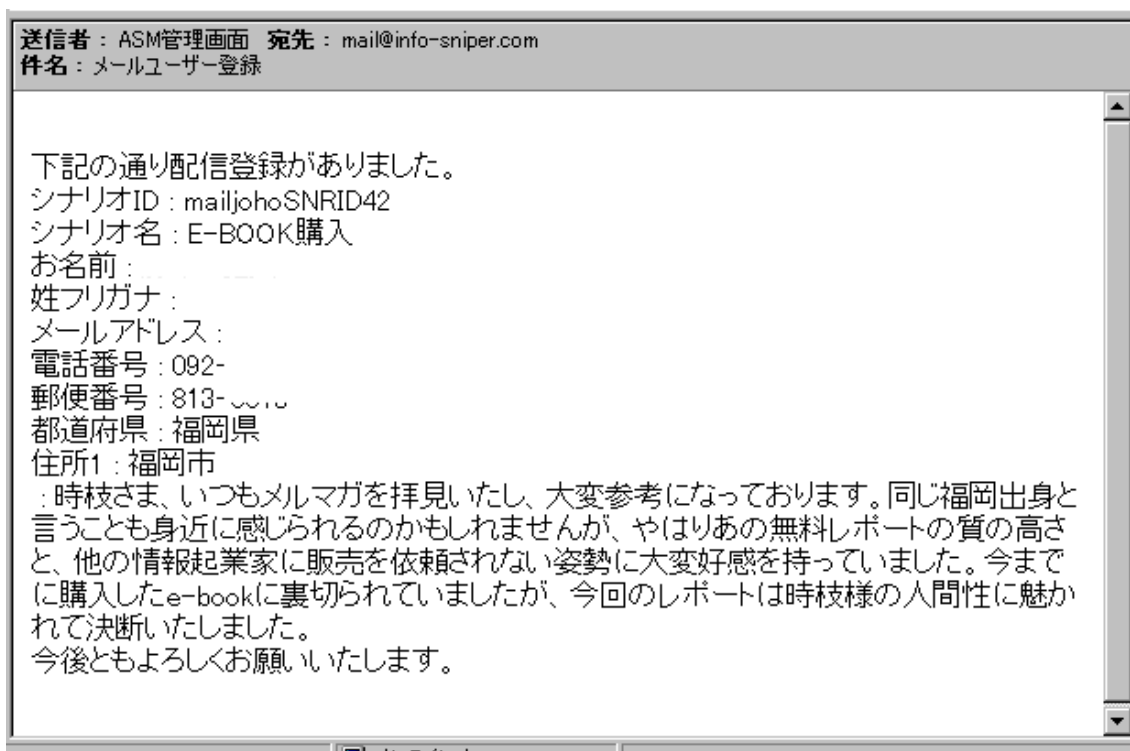 送信者： ASM管理画面 宛先： mail@info-sniper.com
件名：メールユーザー登録
下記の通り配信登録がありました。
シナリオID : mailjohoSNRID42
シナリオ名 : E-BOOK購入
お名前 :
姓フリガナ :
メールアドレス :
電話番号 : 092-
郵便番号 : 813-
都道府県 : 福岡県
住所1 : 福岡市
: 時枝さま、いつもメルマガを拝見いたし、大変参考になっております。同じ福岡出身と
言うことも身近に感じられるのかもしれませんが、やはりあの無料レポートの質の高さ
と、他の情報起業家に販売を依頼されない姿勢に大変好感を持っていました。今まで
に購入したe-bookに裏切られていましたが、今回のレポートは時枝様の人間性に魅か
れて決断いたしました。
今後ともよろしくお願いいたします。